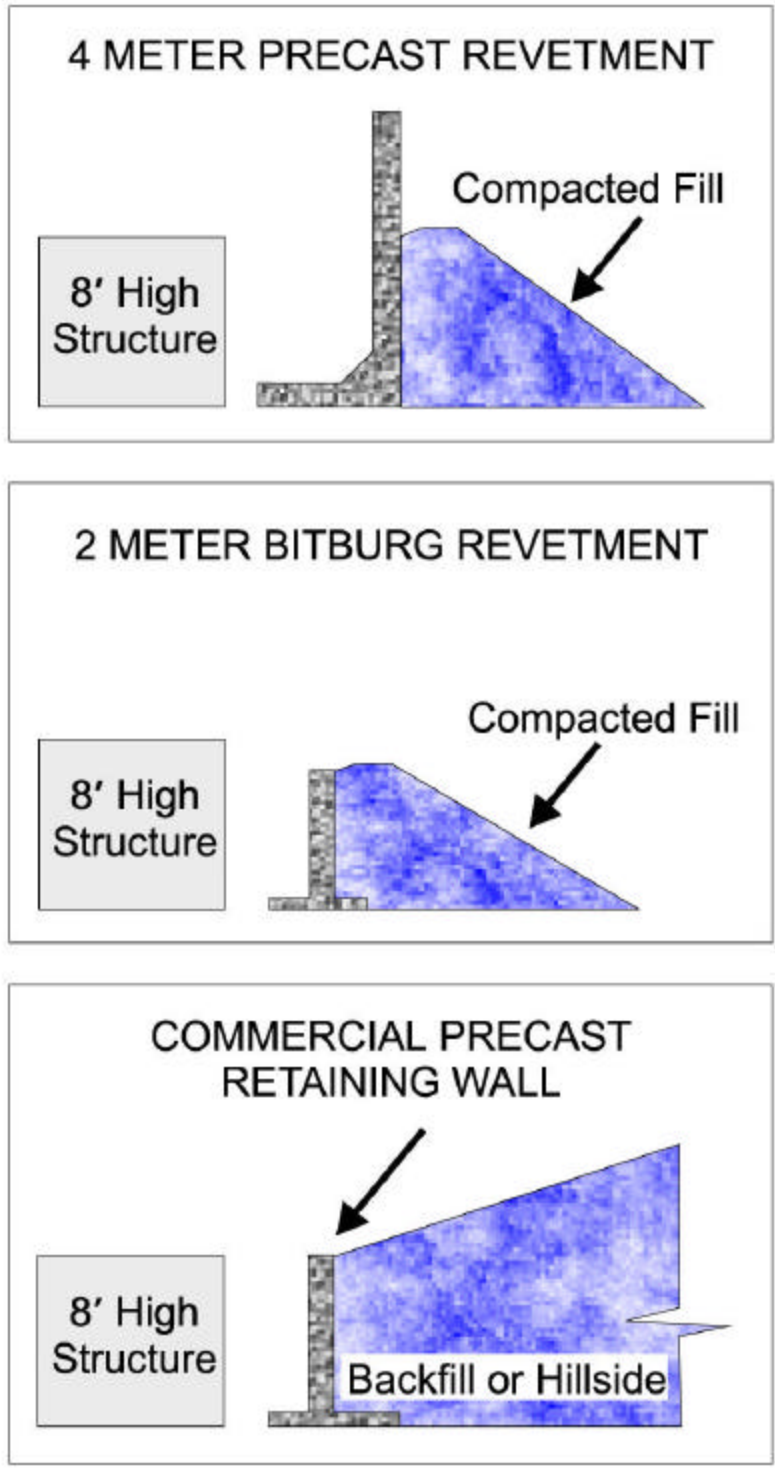 4 METER PRECAST REVETMENT
Compacted Fill
8′ High
Structure
2 METER BITBURG REVETMENT
Compacted Fill
8′ High
Structure
COMMERCIAL PRECAST
RETAINING WALL
8′ High
Structure
Backfill or Hillside